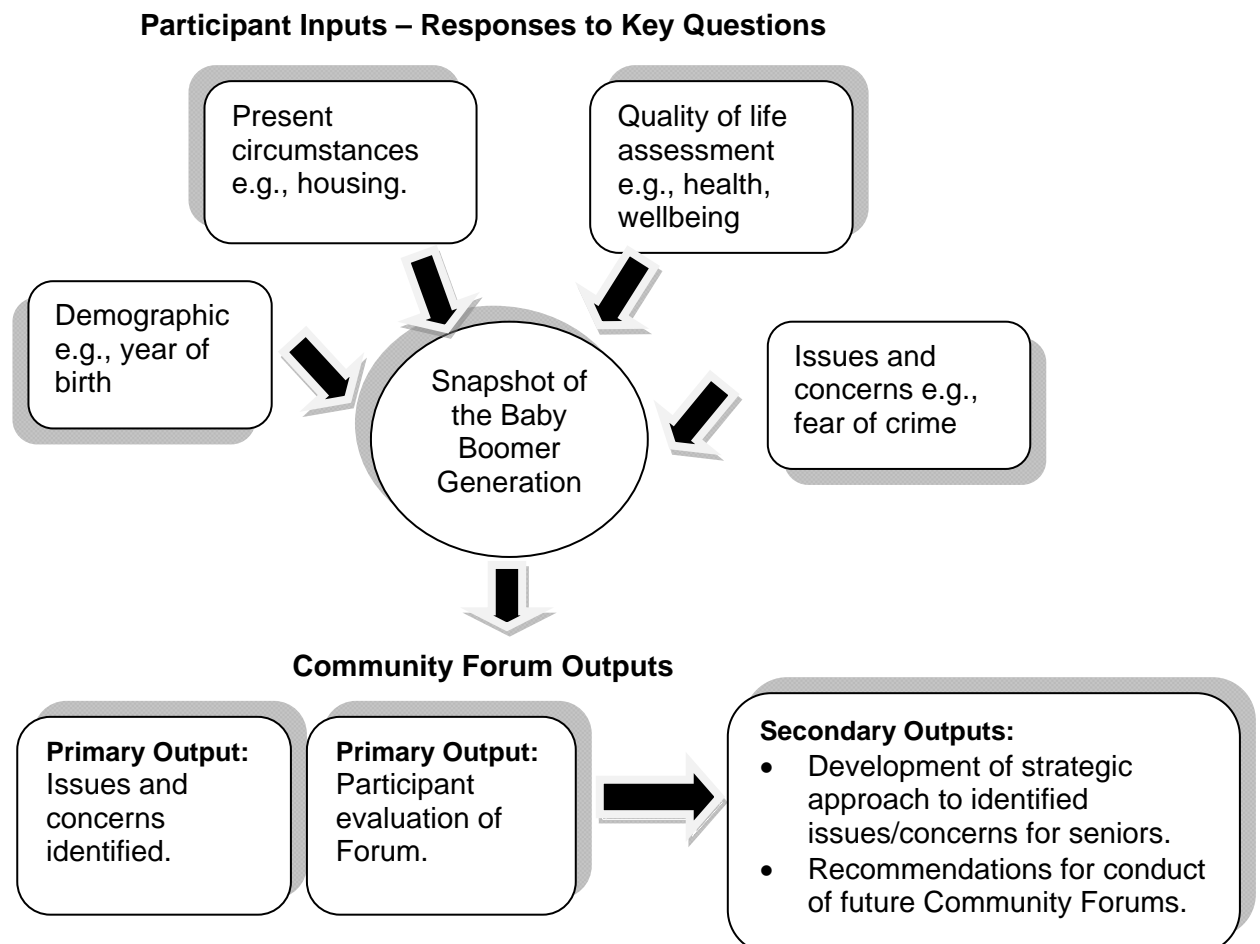 Participant Inputs – Responses to Key Questions
Present
circumstances
e.g., housing.
Quality of life
assessment
e.g., health,
wellbeing
Demographic
e.g., year of
birth
Issues and
concerns e.g.,
fear of crime
Snapshot of
the Baby
Boomer
Generation
Community Forum Outputs
Primary Output:
Issues and
concerns
identified.
Primary Output:
Participant
evaluation of
Forum.
Secondary Outputs:
• Development of strategic
approach to identified
issues/concerns for seniors.
• Recommendations for conduct
of future Community Forums.